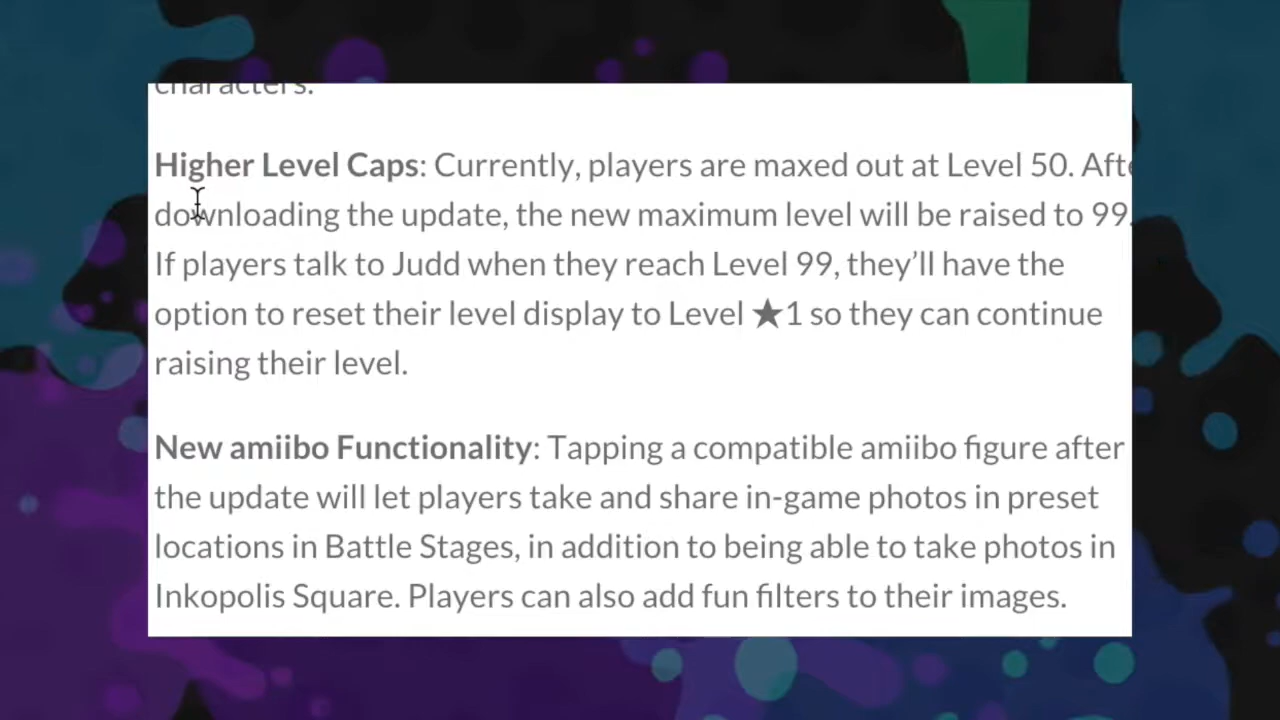 characters.
Higher Level Caps: Currently, players are maxed out at Level 50. Afte
downloading the update, the new maximum level will be raised to 99.
If players talk to Judd when they reach Level 99, they’ll have the
option to reset their level display to Level ★1 so they can continue
raising their level.
New amiibo Functionality: Tapping a compatible amiibo figure after
the update will let players take and share in-game photos in preset
locations in Battle Stages, in addition to being able to take photos in
Inkopolis Square. Players can also add fun filters to their images.